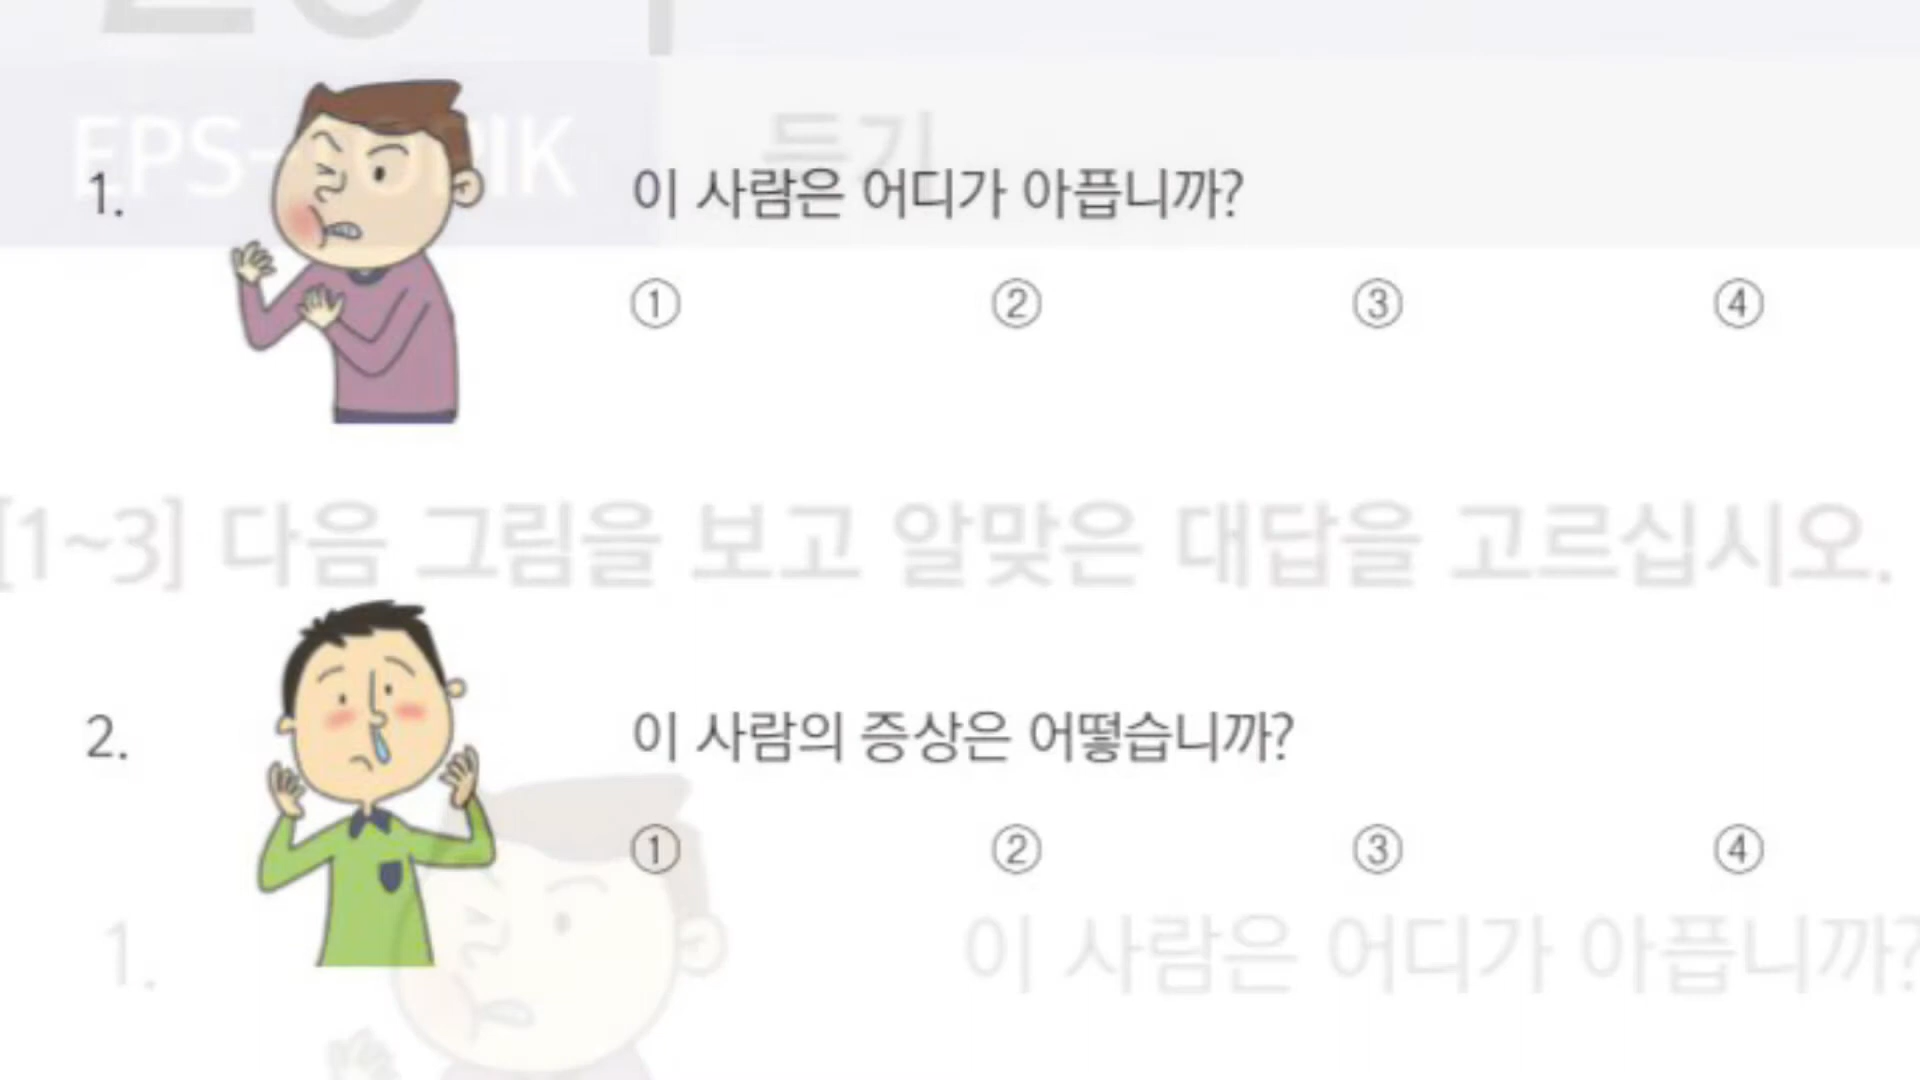 EPS-
듣기
1. 이 사람은 어디가 아픕니까?
① ② ③ ④
[1~3] 다음 그림을 보고 알맞은 대답을 고르십시오.
2. 이 사람의 증상은 어떻습니까?
① ② ③ ④
1. 이 사람은 어디가 아픕니까?